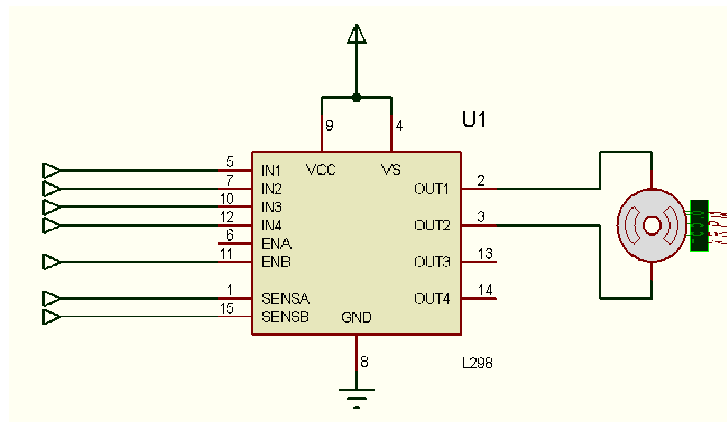 U1
9 4
5 IN1 VCC VS OUT1 2
7 IN2
10 IN3 OUT2 3
12 IN4
6 ENA
11 ENB OUT3 13
1 SENSA OUT4 14
15 SENSB GND
8
L298